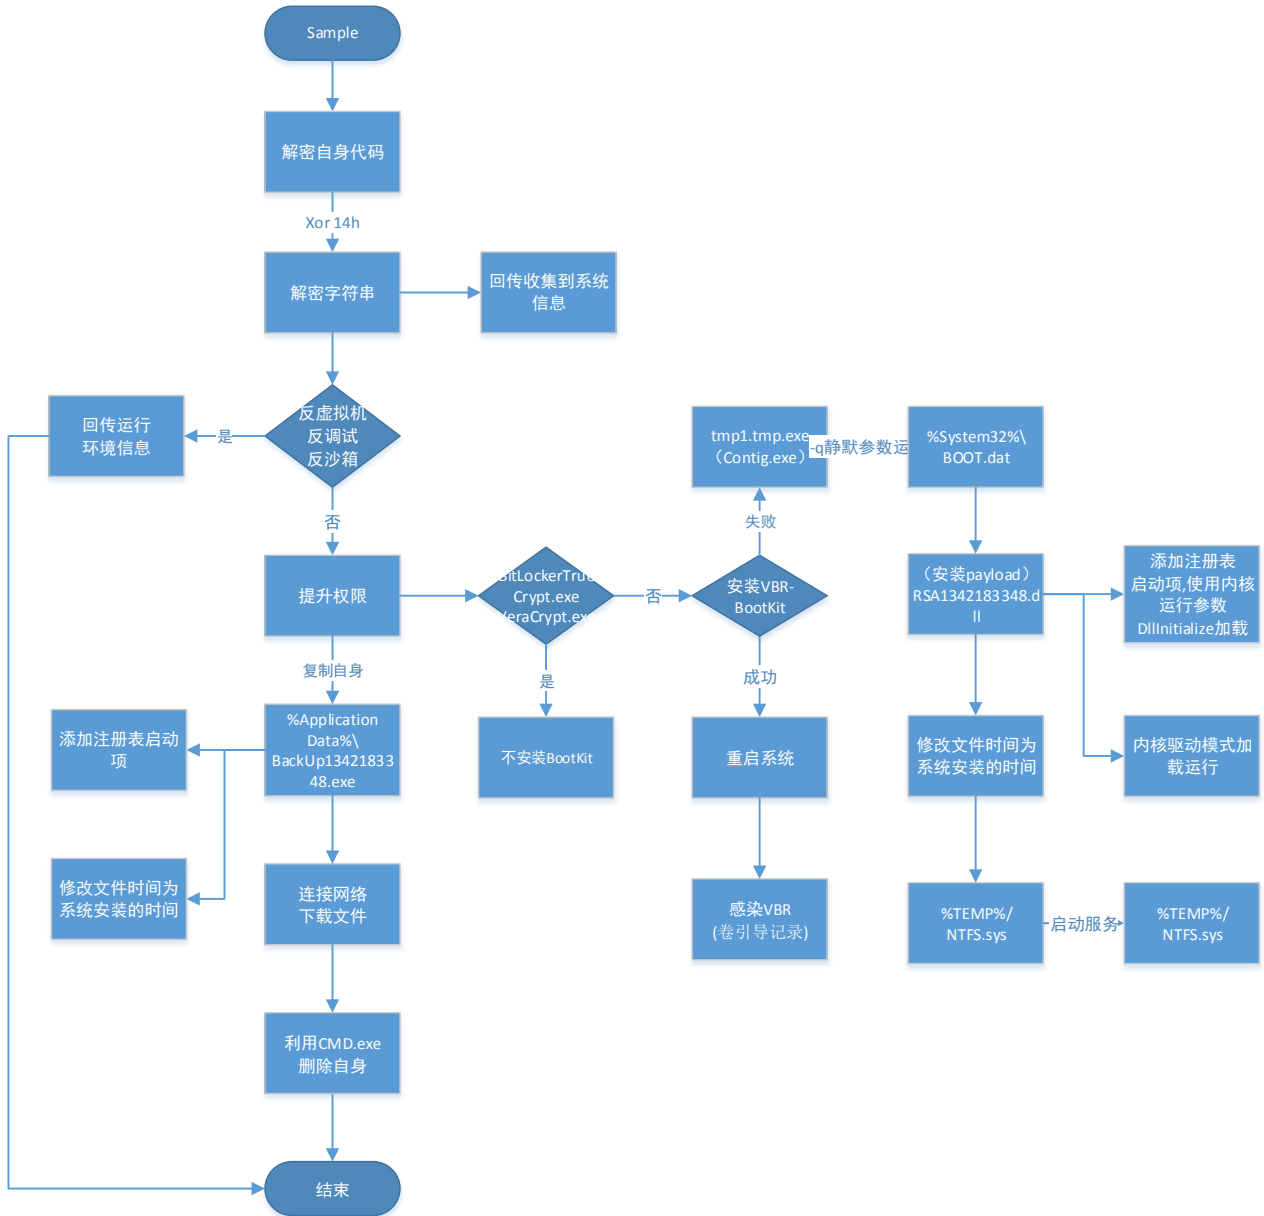 Sample
解密自身代码
Xor 14h
解密字符串
回传收集到系统
信息
反虚拟机
反调试
反沙箱
是
回传运行
环境信息
否
提升权限
BitLockerTrue
Crypt.exe
VeraCrypt.exe
否
是
不安装BootKit
安装VBR-
BootKit
失败
tmp1.tmp.exe
（Contig.exe）
-q静默参数运
%System32%\
BOOT.dat
（安装payload）
RSA1342183348.d
ll
添加注册表
启动项,使用内核
运行参数
DllInitialize加载
内核驱动模式加
载运行
修改文件时间为
系统安装的时间
%TEMP%/
NTFS.sys
启动服务
%TEMP%/
NTFS.sys
成功
重启系统
感染VBR
(卷引导记录)
复制自身
%Application
Data%\
BackUp13421833
48.exe
添加注册表启动
项
修改文件时间为
系统安装的时间
连接网络
下载文件
利用CMD.exe
删除自身
结束